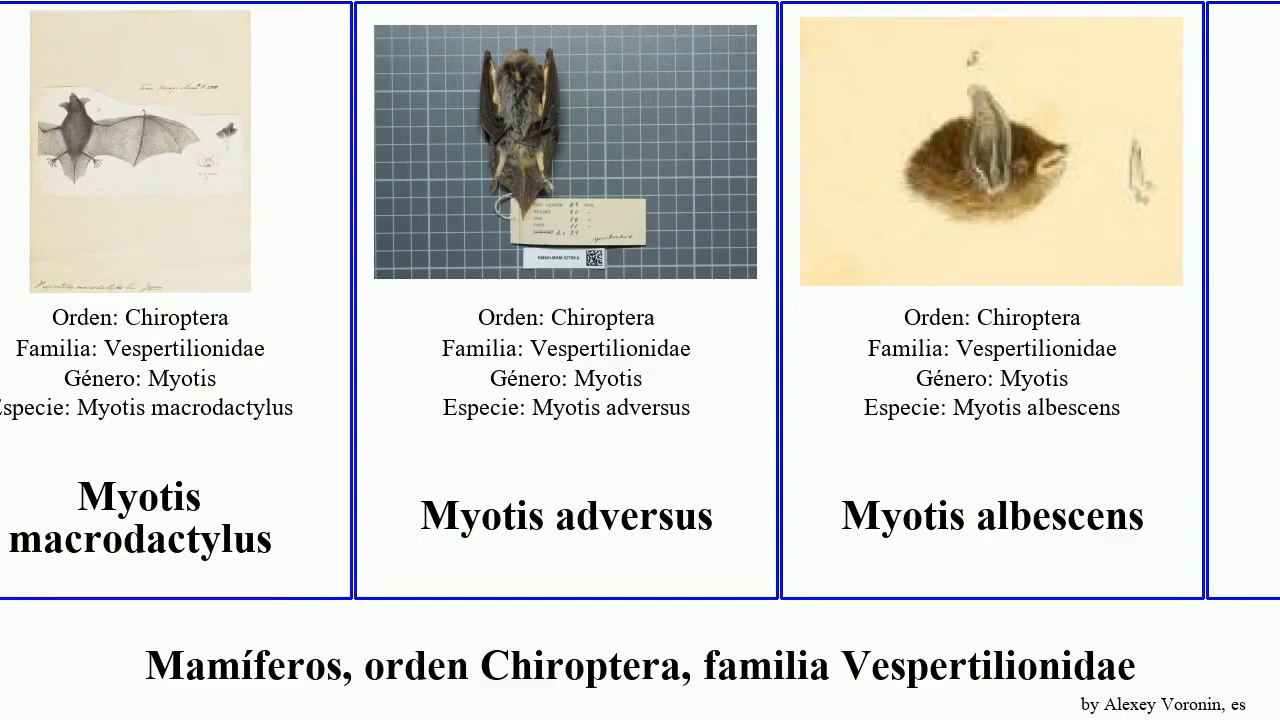 Orden: Chiroptera
Familia: Vespertilionidae
Género: Myotis
Especie: Myotis macrodactylus
Myotis
macrodactylus
Orden: Chiroptera
Familia: Vespertilionidae
Género: Myotis
Especie: Myotis adversus
Myotis adversus
Orden: Chiroptera
Familia: Vespertilionidae
Género: Myotis
Especie: Myotis albescens
Myotis albescens
Mamíferos, orden Chiroptera, familia Vespertilionidae
by Alexey Voronin, es